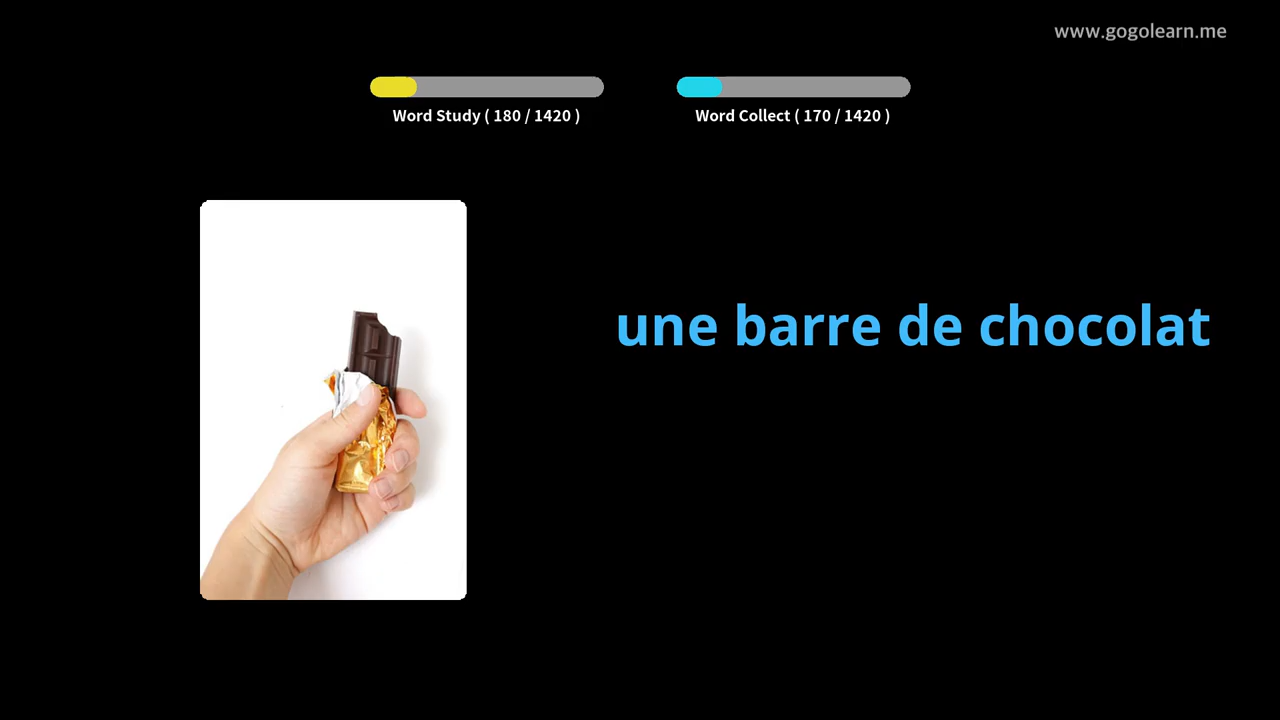 www.gogolearn.me
Word Study ( 180 / 1420 )
Word Collect ( 170 / 1420 )
une barre de chocolat